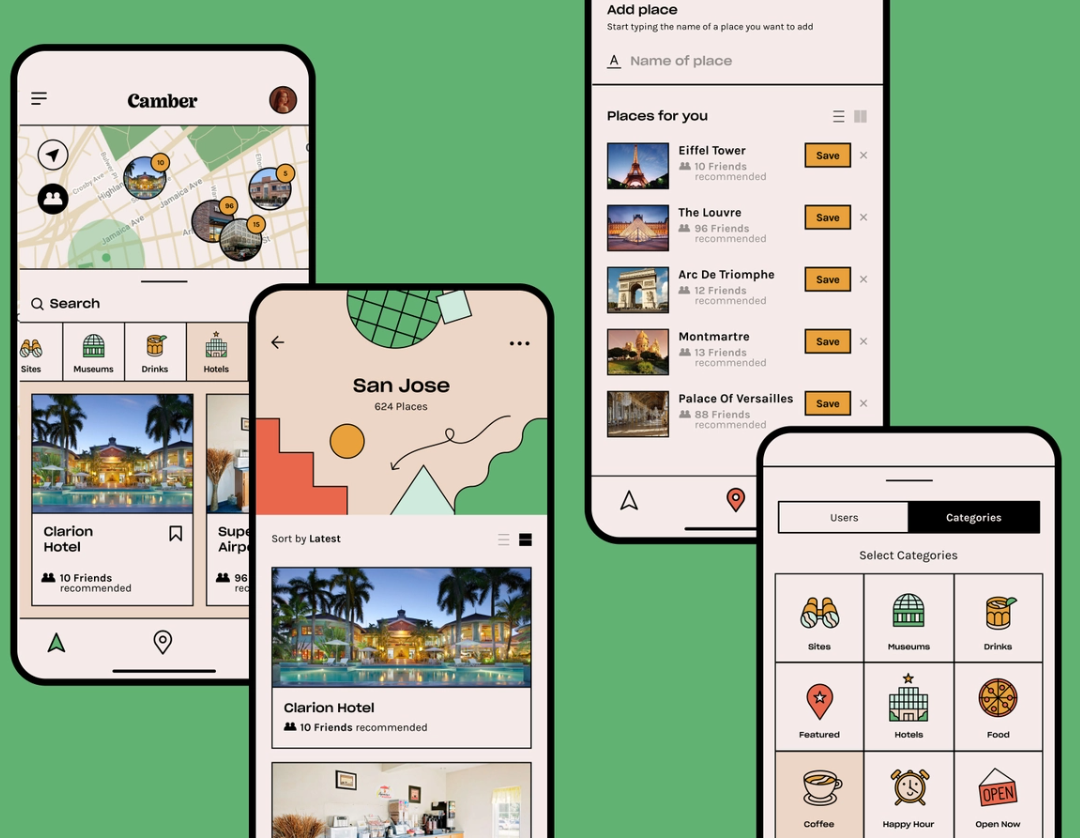 Camber
10
5
96
15
Highlan
Crosby Ave
Jamaica Ave
Jamaica Ave
St
Search
Sites
Museums
Drinks
Hotels
Clarion
Hotel
10 Friends
recommended
Supe
Airpo
96
San Jose
624 Places
Sort by Latest
Clarion Hotel
10 Friends recommended
Add place
Start typing the name of a place you want to add
A Name of place
Places for you
Eiffel Tower
10 Friends
recommended
Save
The Louvre
96 Friends
recommended
Save
Arc De Triomphe
12 Friends
recommended
Save
Montmartre
13 Friends
recommended
Save
Palace Of Versailles
88 Friends
recommended
Save
Users
Categories
Select Categories
Sites
Museums
Drinks
Featured
Hotels
Food
Coffee
Happy Hour
OPEN
Open Now